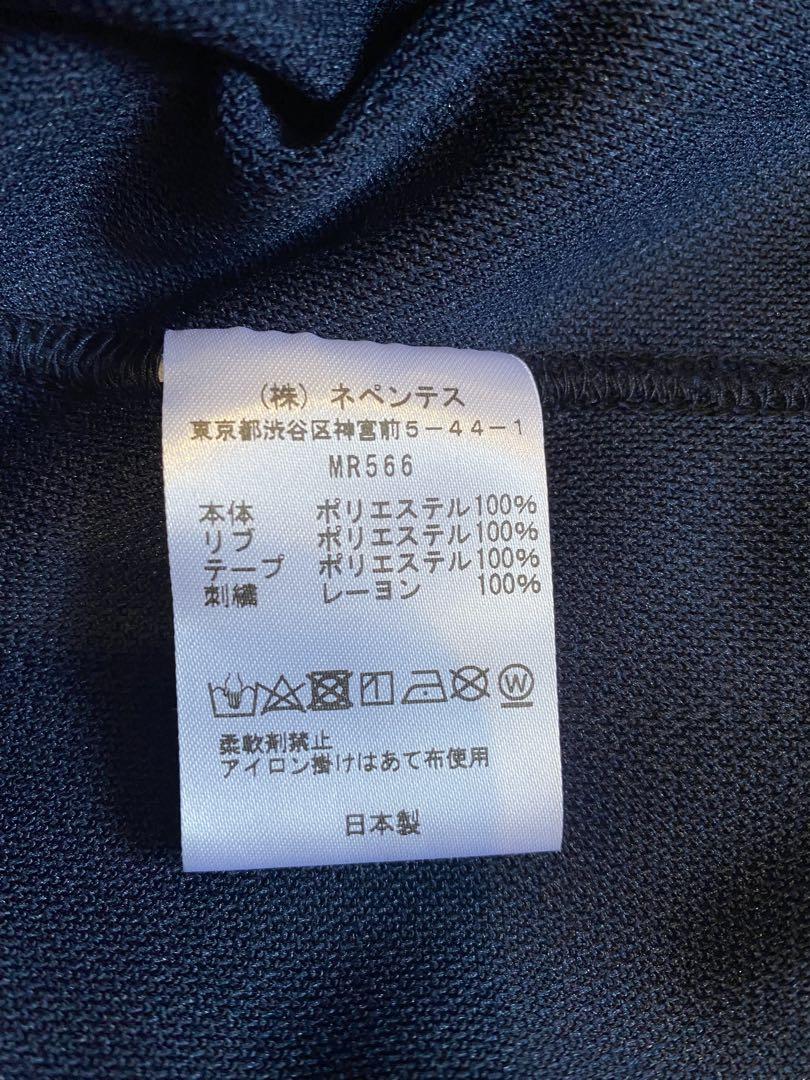 (株)ネペンテス
東京都渋谷区神宮前5-44-1
MR566
本体 ポリエステル100%
リブ ポリエステル100%
テープ ポリエステル100%
刺繍 レーヨン 100%
W
柔軟剤禁止
アイロン掛けはあて布使用
日本製